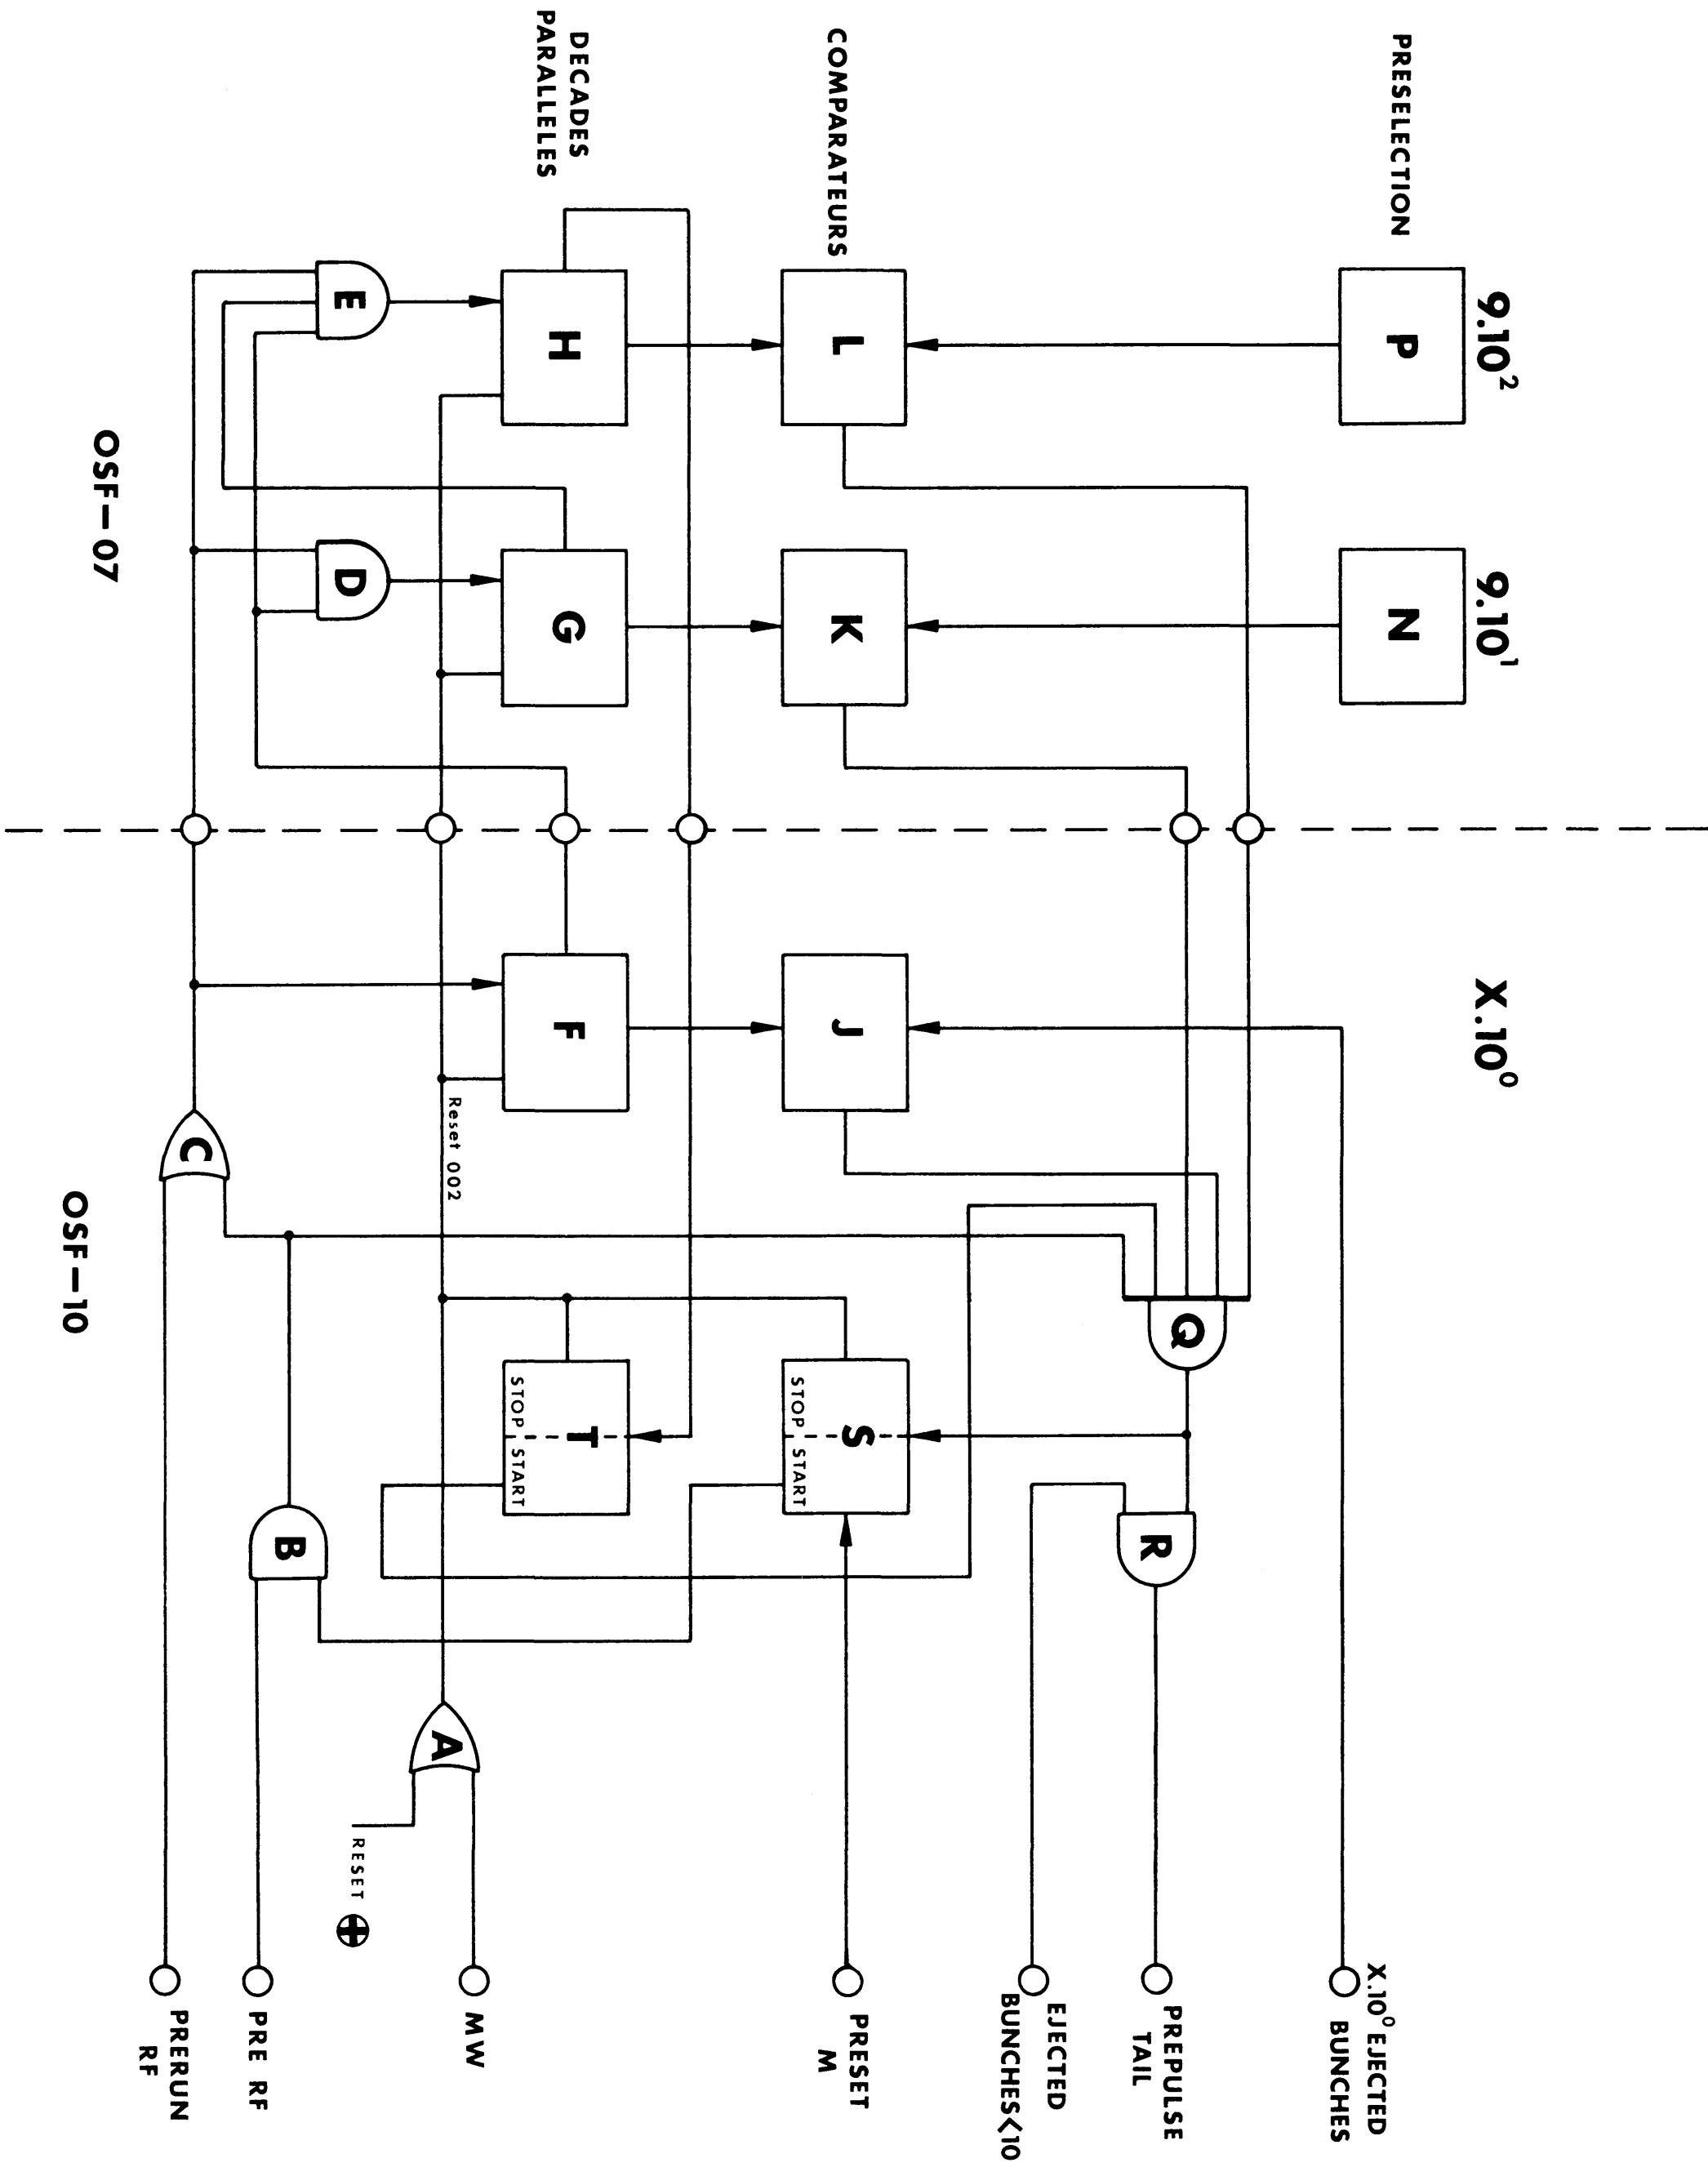 9.10²
9.10¹
X.10⁰
PRESELECTION
P
N
X.10⁰ EJECTED
BUNCHES
Q
R
PREPULSE
TAIL
EJECTED
BUNCHES<10
COMPARATEURS
L
K
J
S
STOP
START
PRESET
M
DECADES
PARALLELES
H
G
F
T
STOP
START
Reset 002
A
MW
RESET
E
D
B
PRE RF
C
PRERUN
RF
OSF—07
OSF—10